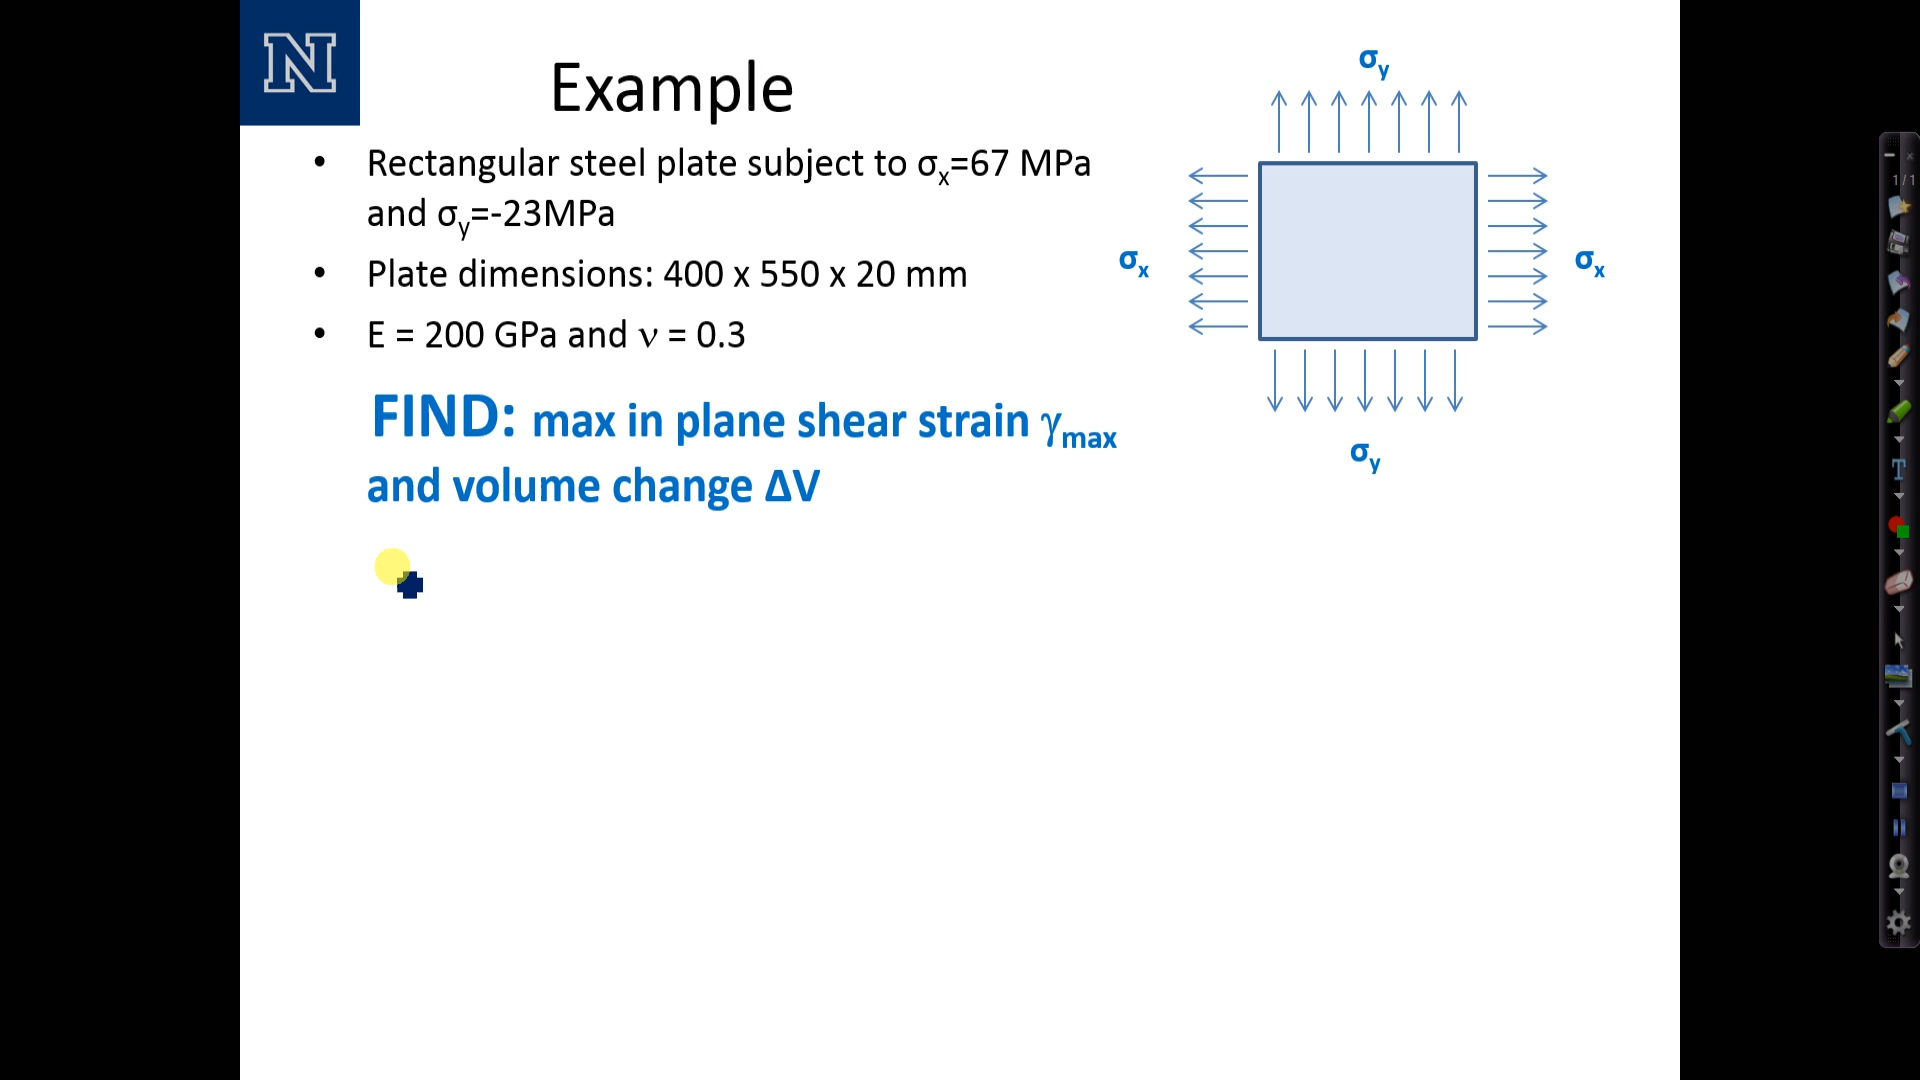 N
Example
• Rectangular steel plate subject to σx=67 MPa
and σy=-23MPa
• Plate dimensions: 400 x 550 x 20 mm
• E = 200 GPa and ν = 0.3
FIND: max in plane shear strain γmax
and volume change ΔV
σy
σx
σx
σy
1/1
T